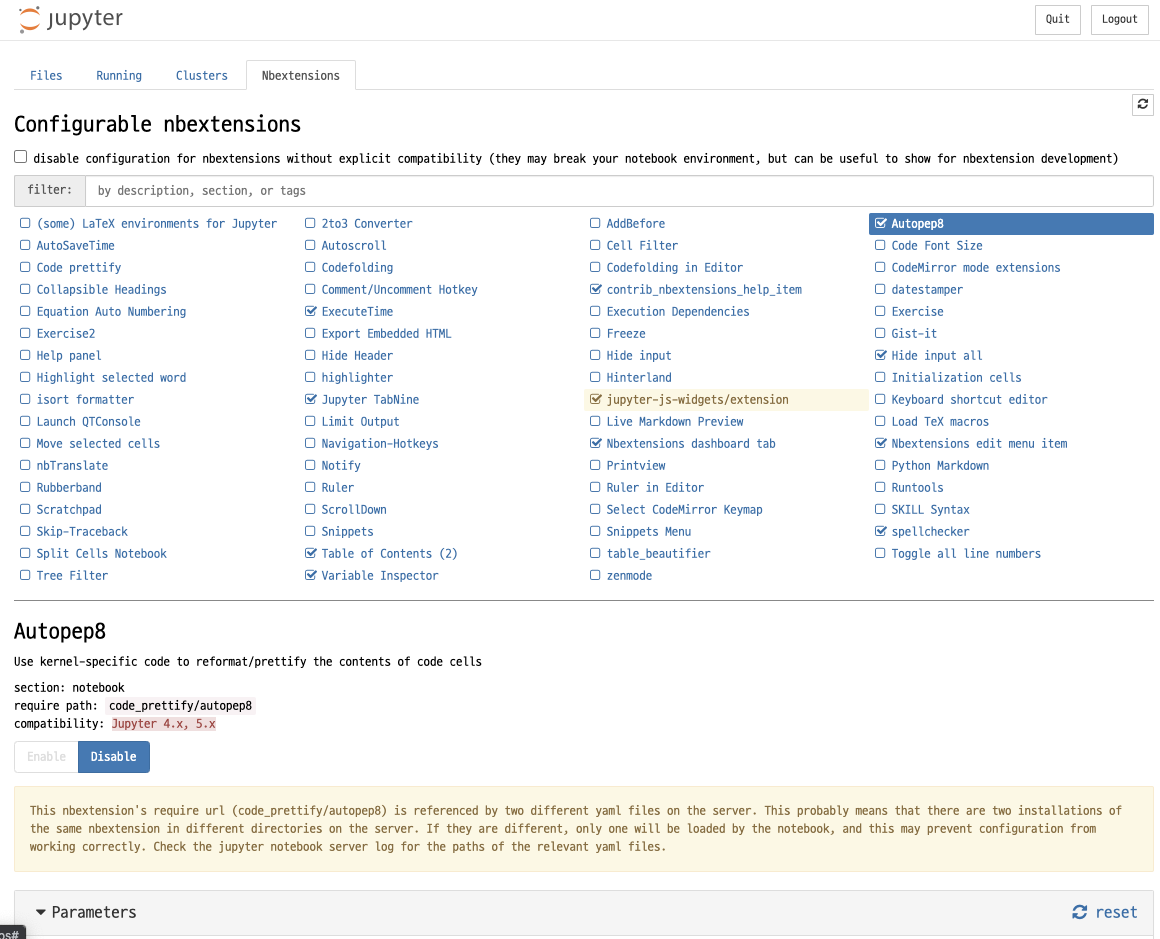 jupyter
Quit
Logout
Files
Running
Clusters
Nbextensions
Configurable nbextensions
disable configuration for nbextensions without explicit compatibility (they may break your notebook environment, but can be useful to show for nbextension development)
filter: by description, section, or tags
(some) LaTeX environments for Jupyter 2to3 Converter AddBefore Autopep8
AutoSaveTime Autoscroll Cell Filter Code Font Size
Code prettify Codefolding Codefolding in Editor CodeMirror mode extensions
Collapsible Headings Comment/Uncomment Hotkey contrib_nbextensions_help_item datestamper
Equation Auto Numbering ExecuteTime Execution Dependencies Exercise
Exercise2 Export Embedded HTML Freeze Gist-it
Help panel Hide Header Hide input Hide input all
Highlight selected word highlighter Hinterland Initialization cells
isort formatter Jupyter TabNine jupyter-js-widgets/extension Keyboard shortcut editor
Launch QTConsole Limit Output Live Markdown Preview Load TeX macros
Move selected cells Navigation-Hotkeys Nbextensions dashboard tab Nbextensions edit menu item
nbTranslate Notify Printview Python Markdown
Rubberband Ruler Ruler in Editor Runtools
Scratchpad ScrollDown Select CodeMirror Keymap SKILL Syntax
Skip-Traceback Snippets Snippets Menu spellchecker
Split Cells Notebook Table of Contents (2) table_beautifier Toggle all line numbers
Tree Filter Variable Inspector zenmode
Autopep8
Use kernel-specific code to reformat/prettify the contents of code cells
section: notebook
require path: code_prettify/autopep8
compatibility: Jupyter 4.x, 5.x
Enable Disable
This nbextension's require url (code_prettify/autopep8) is referenced by two different yaml files on the server. This probably means that there are two installations of
the same nbextension in different directories on the server. If they are different, only one will be loaded by the notebook, and this may prevent configuration from
working correctly. Check the jupyter notebook server log for the paths of the relevant yaml files.
Parameters reset